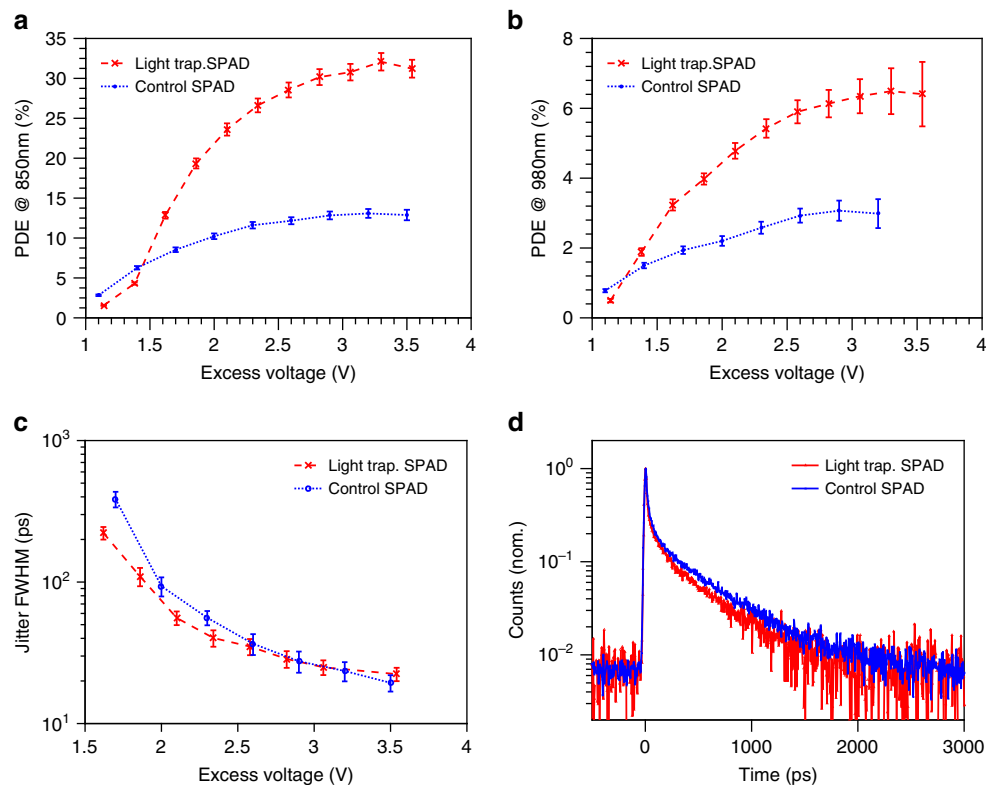 a
35
30
25
20
15
10
5
0
PDE @ 850nm (%)
Light trap.SPAD
Control SPAD
1 1.5 2 2.5 3 3.5 4
Excess voltage (V)
b
8
6
4
2
0
PDE @ 980nm (%)
Light trap.SPAD
Control SPAD
1 1.5 2 2.5 3 3.5 4
Excess voltage (V)
c
10³
10²
10¹
Jitter FWHM (ps)
Light trap. SPAD
Control SPAD
1.5 2 2.5 3 3.5 4
Excess voltage (V)
d
10⁰
10⁻¹
10⁻²
Counts (nom.)
Light trap. SPAD
Control SPAD
0 1000 2000 3000
Time (ps)